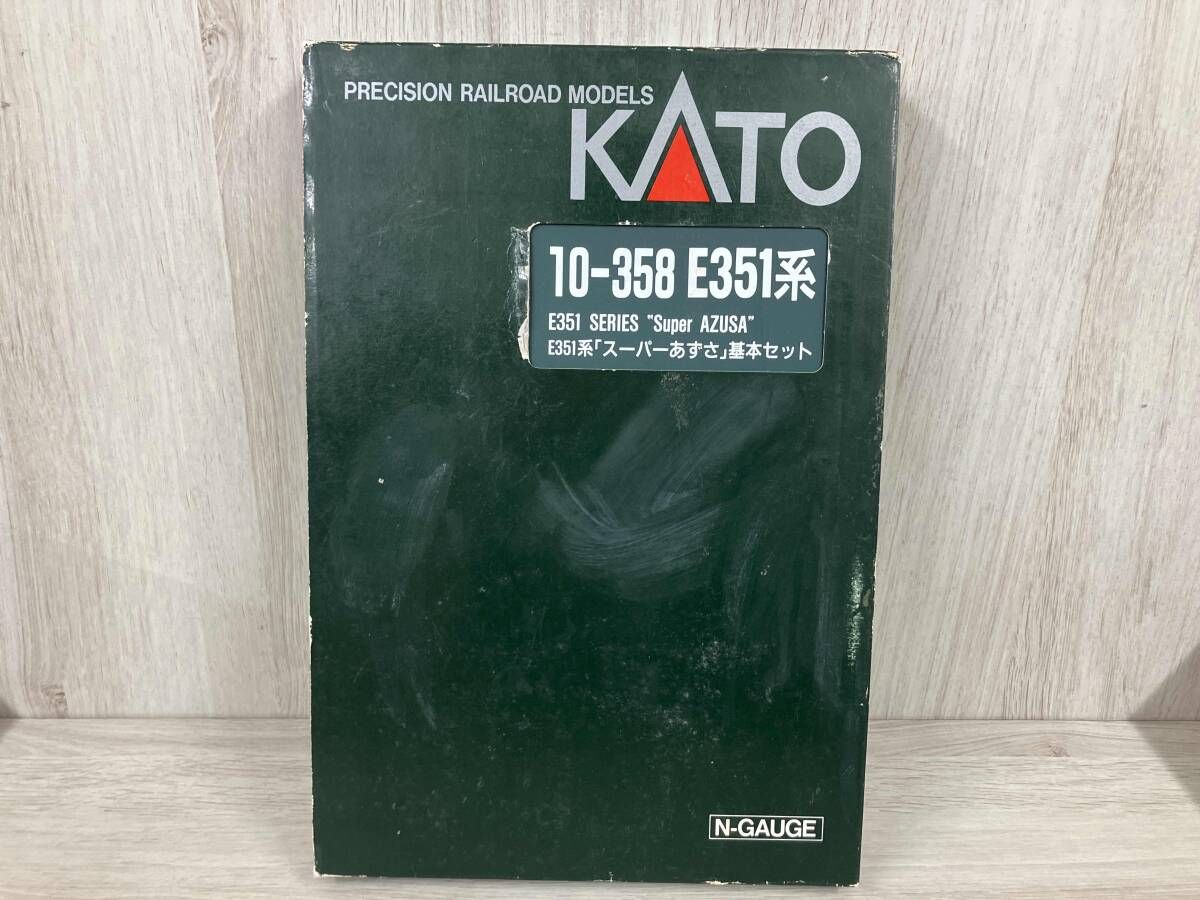 PRECISION RAILROAD MODELS
KATO
10-358 E351系
E351 SERIES "Super AZUSA"
E351系「スーパーあずさ」基本セット
N-GAUGE